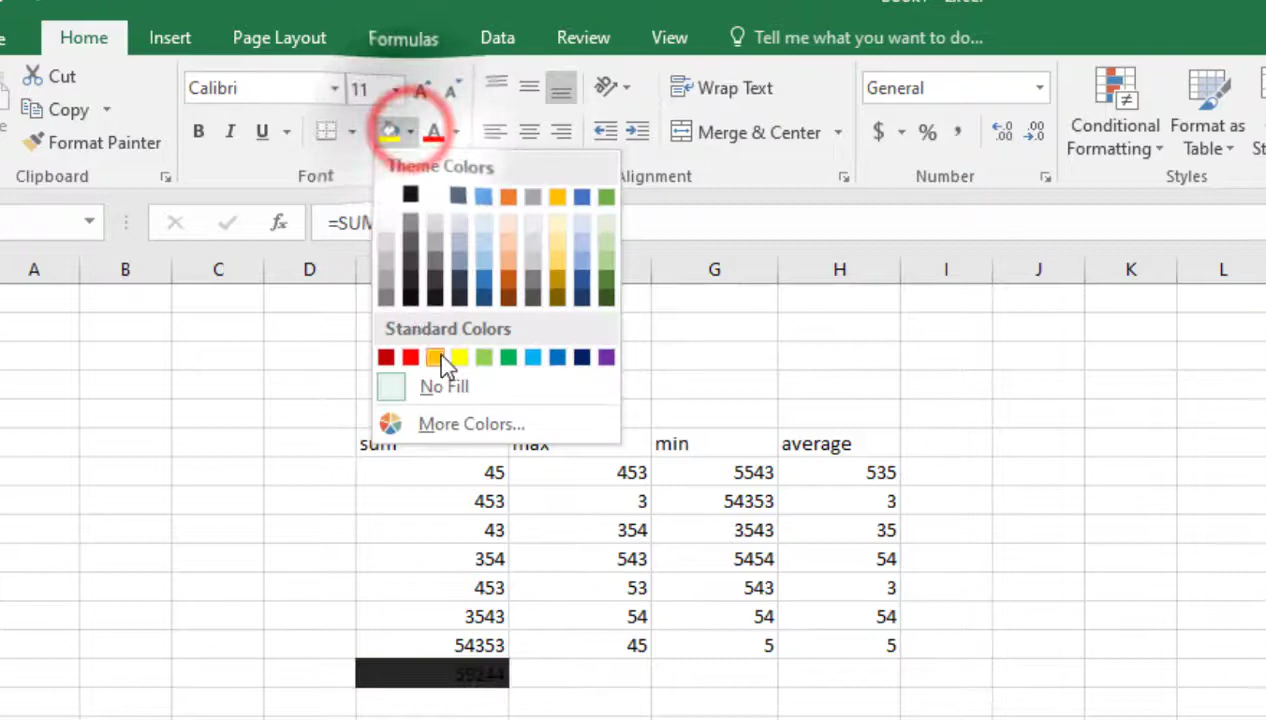 Home Insert Page Layout Formulas Data Review View Tell me what you want to do...
Cut
Calibri 11 Wrap Text General
Copy
B I U A Merge & Center $ % , .00
Format Painter
Conditional Formatting
Format as Table
Clipboard Font Alignment Number Styles
Theme Colors
fx =SUM
A B C D G H I J K L
Standard Colors
No Fill
More Colors...
sum max min average
45 453 5543 535
453 3 54353 3
43 354 3543 35
354 543 5454 54
453 53 543 3
3543 54 54 54
54353 45 5 5
59244